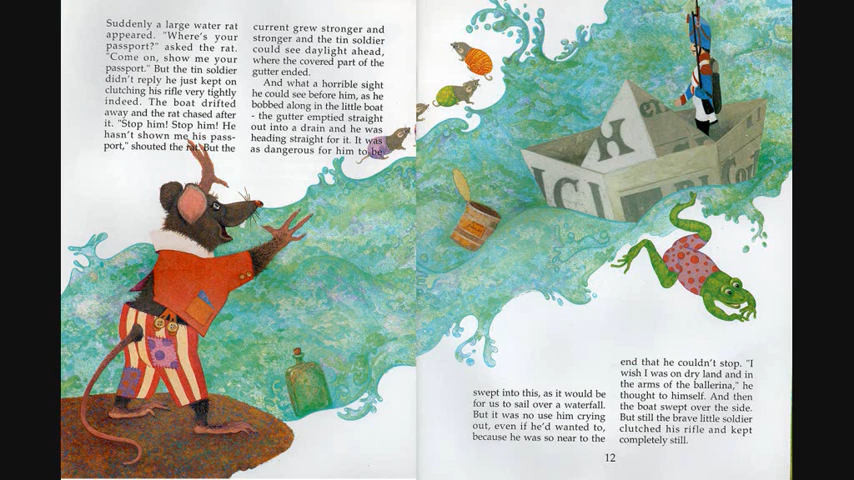 Suddenly a large water rat
appeared. "Where's your
passport?" asked the rat.
"Come on, show me your
passport." But the tin soldier
didn't reply he just kept on
clutching his rifle very tightly
indeed. The boat drifted
away and the rat chased after
it. "Stop him! Stop him! He
hasn't shown me his pass-
port," shouted the rat. But the
current grew stronger and
stronger and the tin soldier
could see daylight ahead,
where the covered part of the
gutter ended.
And what a horrible sight
he could see before him, as he
bobbed along in the little boat
- the gutter emptied straight
out into a drain and he was
heading straight for it. It was
as dangerous for him to be
swept into this, as it would be
for us to sail over a waterfall.
But it was no use him crying
out, even if he'd wanted to,
because he was so near to the
end that he couldn't stop. "I
wish I was on dry land and in
the arms of the ballerina," he
thought to himself. And then
the boat swept over the side.
But still the brave little soldier
clutched his rifle and kept
completely still.
12